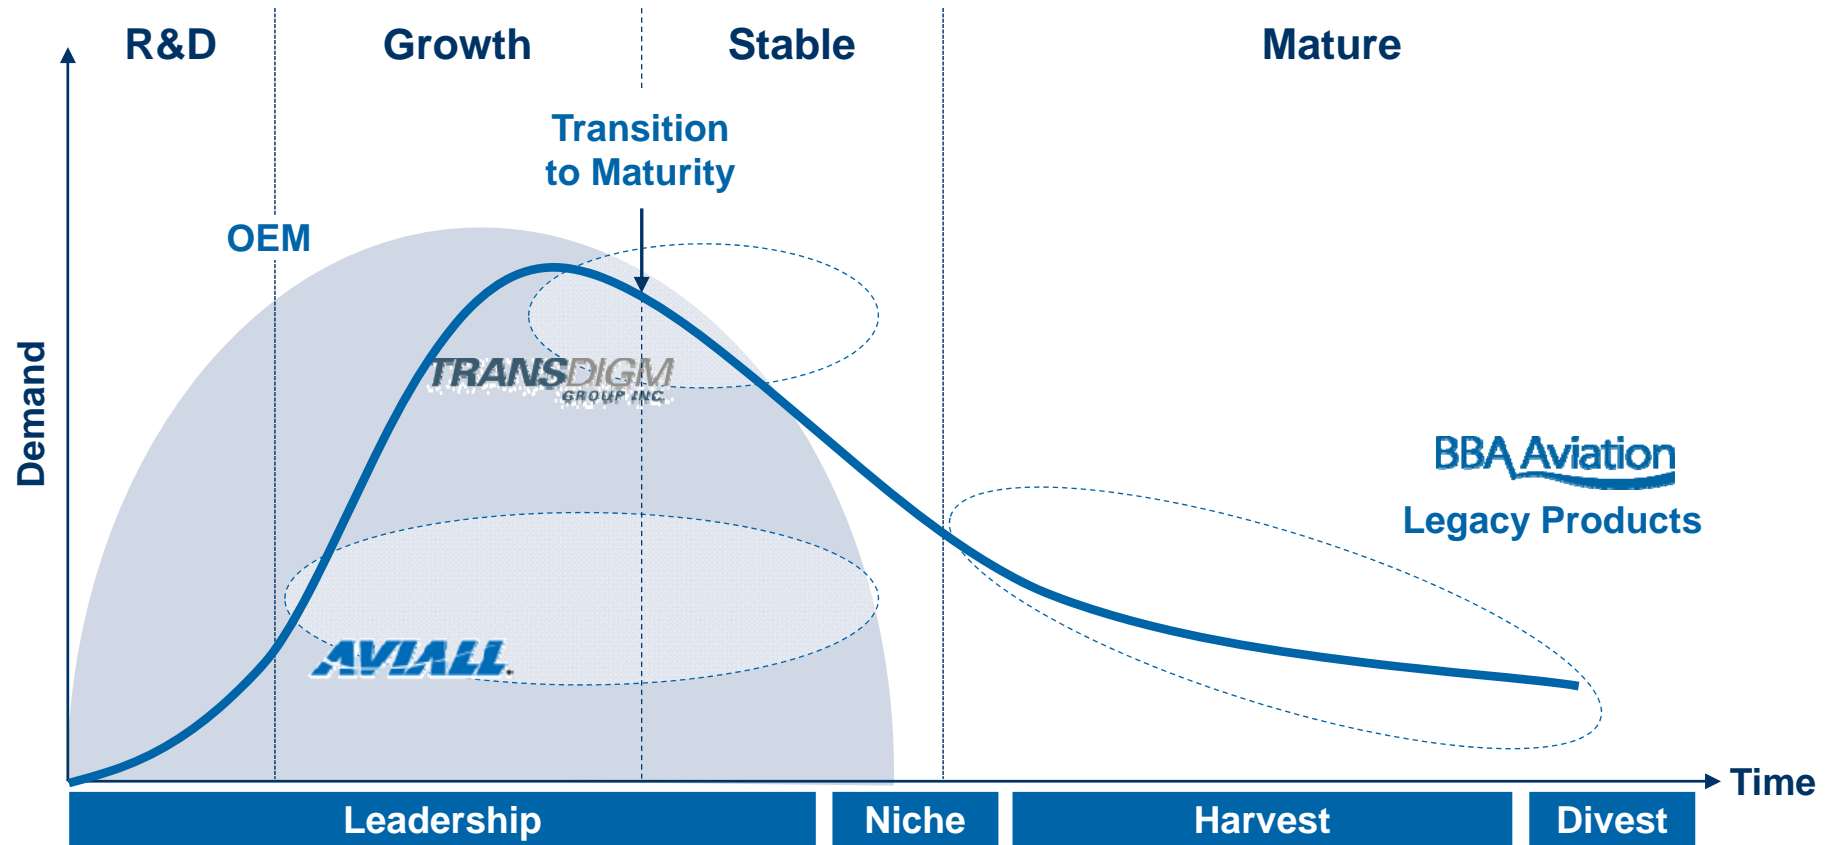 R&D
Growth
Stable
Mature
Transition
to Maturity
OEM
TRANSDIGM
GROUP INC.
Demand
BBA Aviation
Legacy Products
AVIALL.
Time
Leadership
Niche
Harvest
Divest